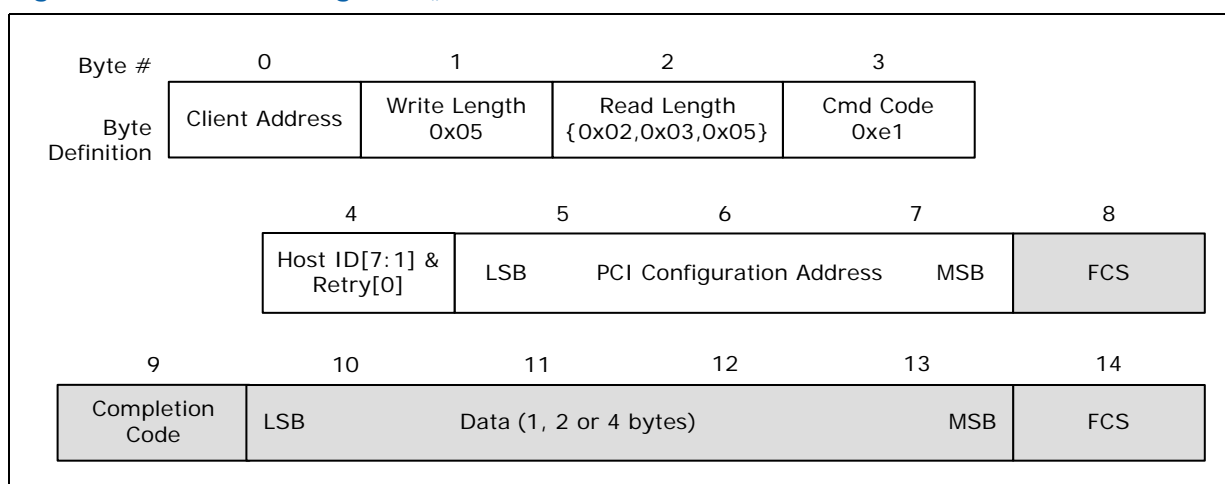 Byte # 0 1 2 3
Byte Definition
Client Address
Write Length
0x05
Read Length
{0x02,0x03,0x05}
Cmd Code
0xe1
4 5 6 7 8
Host ID[7:1] &
Retry[0]
LSB PCI Configuration Address MSB
FCS
9 10 11 12 13 14
Completion
Code
LSB Data (1, 2 or 4 bytes) MSB
FCS